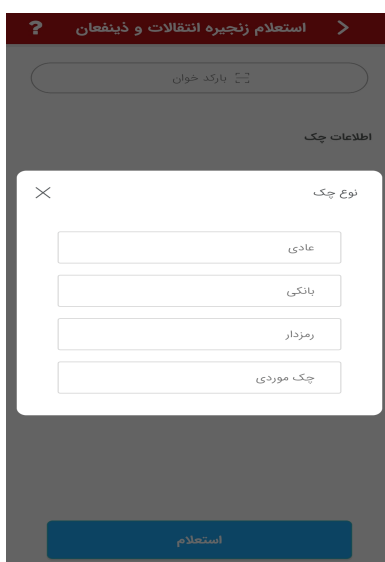 استعلام زنجیره انتقالات و ذینفعان ?
بارکد خوان
اطلاعات چک
نوع چک
عادی
بانکی
رمزدار
چک موردی
استعلام